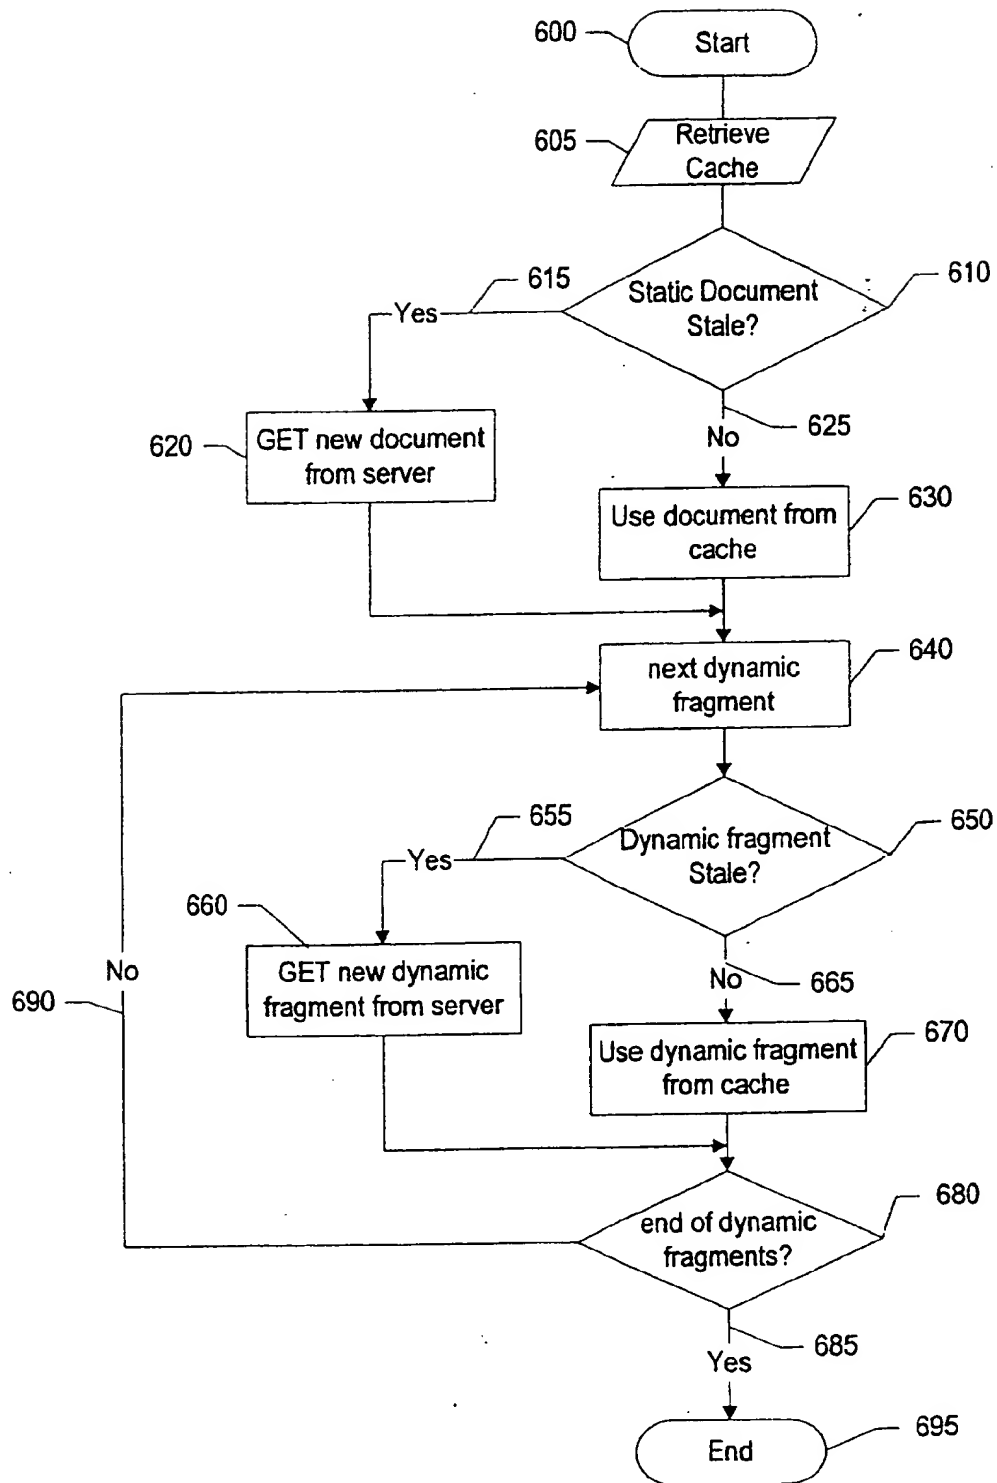 600
Start
605
Retrieve
Cache
610
Static Document
Stale?
615
Yes
625
No
620
GET new document
from server
630
Use document from
cache
640
next dynamic
fragment
650
Dynamic fragment
Stale?
655
Yes
665
No
660
GET new dynamic
fragment from server
670
Use dynamic fragment
from cache
680
end of dynamic
fragments?
No
690
685
Yes
695
End